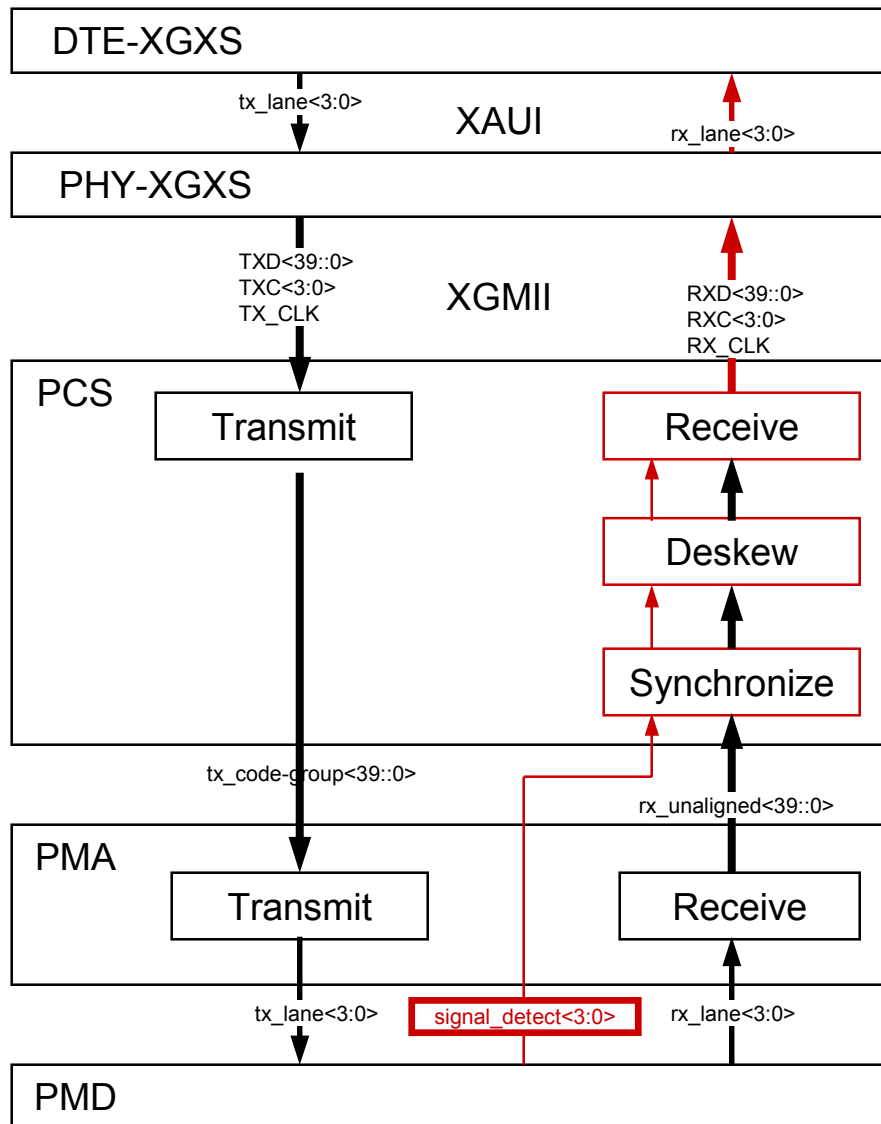 DTE-XGXS
tx_lane<3:0>
XAUI
rx_lane<3:0>
PHY-XGXS
TXD<39::0>
TXC<3:0>
TX_CLK
XGMII
RXD<39::0>
RXC<3:0>
RX_CLK
PCS
Transmit
Receive
Deskew
Synchronize
tx_code-group<39::0>
rx_unaligned<39::0>
PMA
Transmit
Receive
tx_lane<3:0>
signal_detect<3:0>
rx_lane<3:0>
PMD